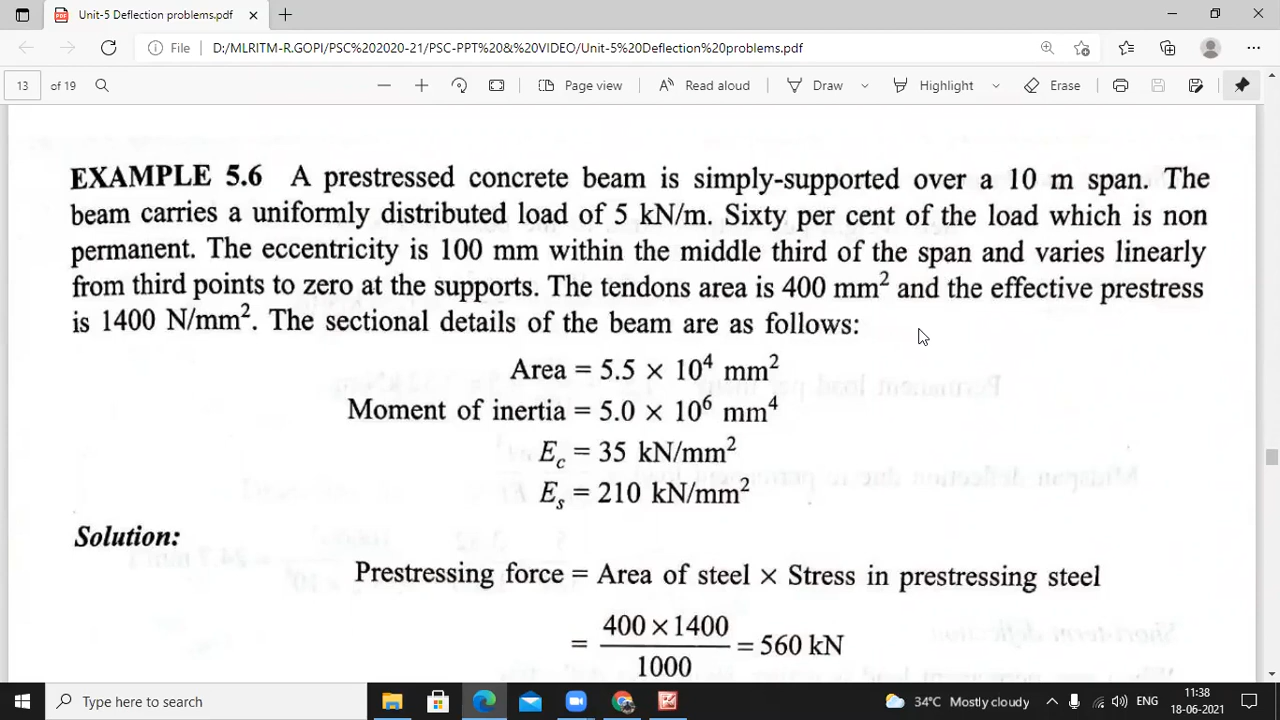 Unit-5 Deflection problems.pdf
File D:/MLRITM-R.GOPI/PSC%202020-21/PSC-PPT%20&%20VIDEO/Unit-5%20Deflection%20problems.pdf
13 of 19 Page view Read aloud Draw Highlight Erase
EXAMPLE 5.6 A prestressed concrete beam is simply-supported over a 10 m span. The
beam carries a uniformly distributed load of 5 kN/m. Sixty per cent of the load which is non
permanent. The eccentricity is 100 mm within the middle third of the span and varies linearly
from third points to zero at the supports. The tendons area is 400 mm² and the effective prestress
is 1400 N/mm². The sectional details of the beam are as follows:
Area = 5.5 × 10⁴ mm²
Moment of inertia = 5.0 × 10⁶ mm⁴
E_c = 35 kN/mm²
E_s = 210 kN/mm²
Solution:
Prestressing force = Area of steel × Stress in prestressing steel
= 400 × 1400 / 1000 = 560 kN
Type here to search 34°C Mostly cloudy ENG 11:38
18-06-2021